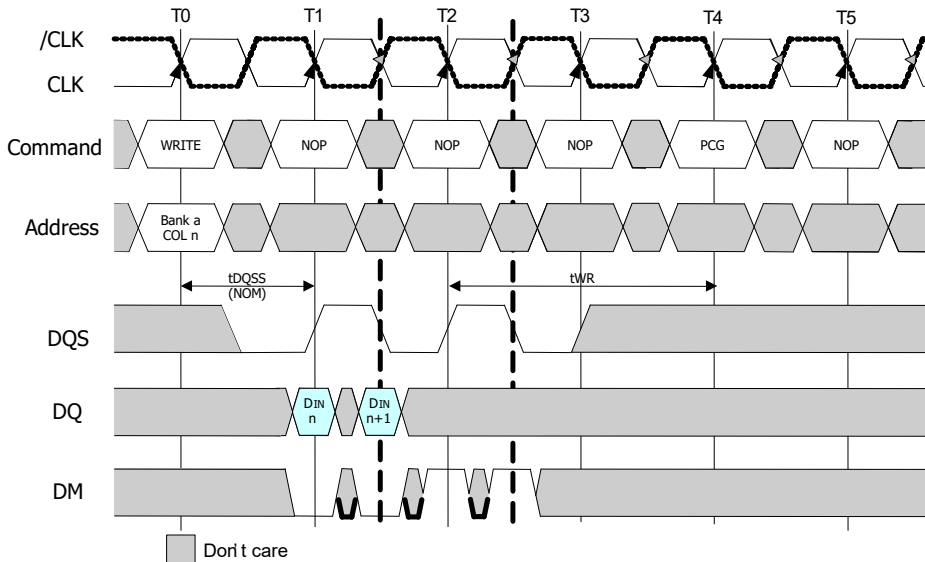 T0 T1 T2 T3 T4 T5
/CLK
CLK
Command WRITE NOP NOP NOP PCG NOP
Address Bank a
COL n
tDQSS
(NOM)
tWR
DQS
DQ DIN
n
DIN
n+1
DM
Don't care